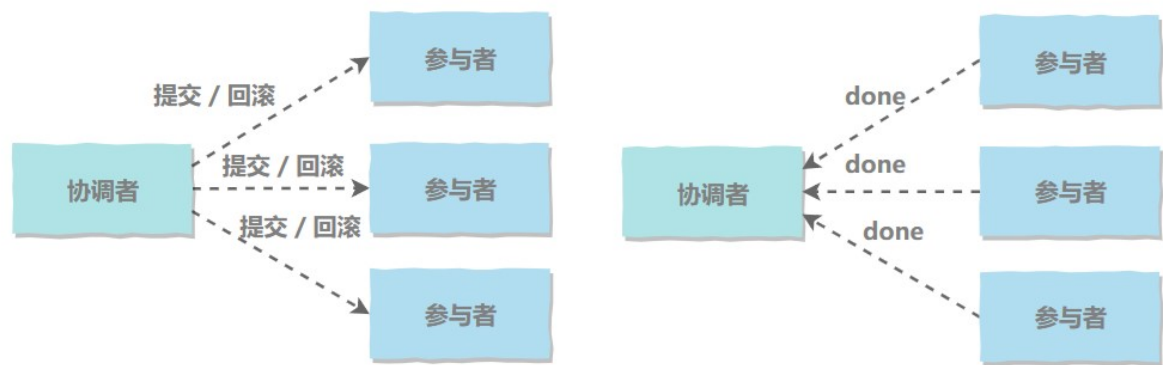 参与者
提交 / 回滚
协调者
提交 / 回滚
参与者
提交 / 回滚
参与者
参与者
done
协调者
done
参与者
done
参与者